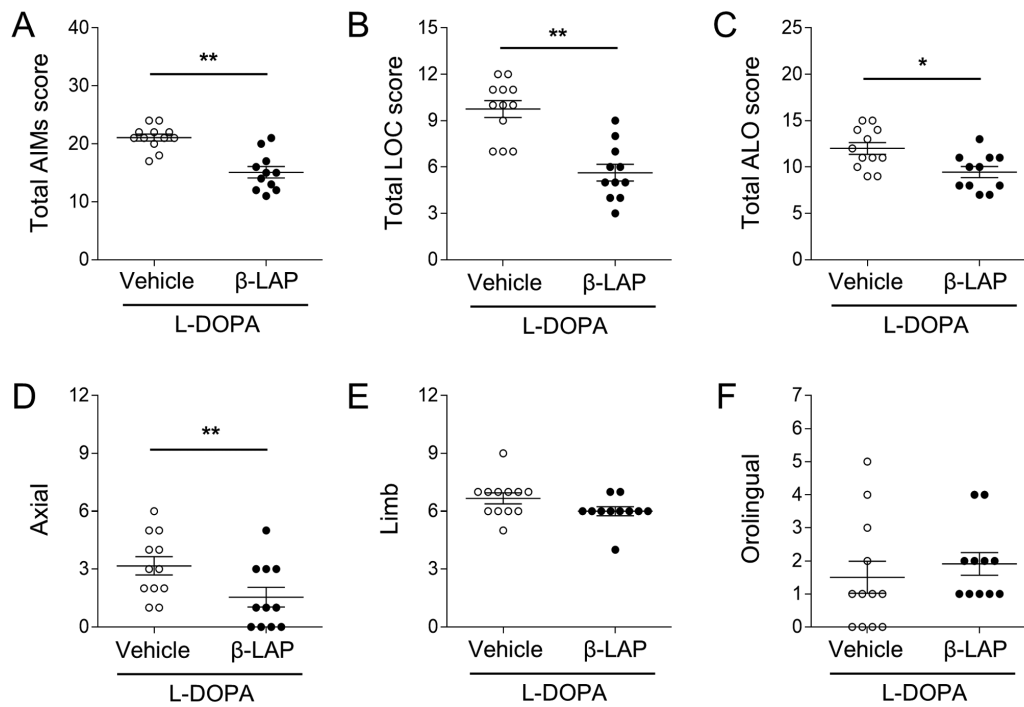 A
Total AIMs score
40
30
20
10
0
**
Vehicle
β-LAP
L-DOPA
B
Total LOC score
15
12
9
6
3
0
**
Vehicle
β-LAP
L-DOPA
C
Total ALO score
25
20
15
10
5
0
*
Vehicle
β-LAP
L-DOPA
D
Axial
12
9
6
3
0
**
Vehicle
β-LAP
L-DOPA
E
Limb
12
9
6
3
0
Vehicle
β-LAP
L-DOPA
F
Orolingual
7
6
5
4
3
2
1
0
Vehicle
β-LAP
L-DOPA